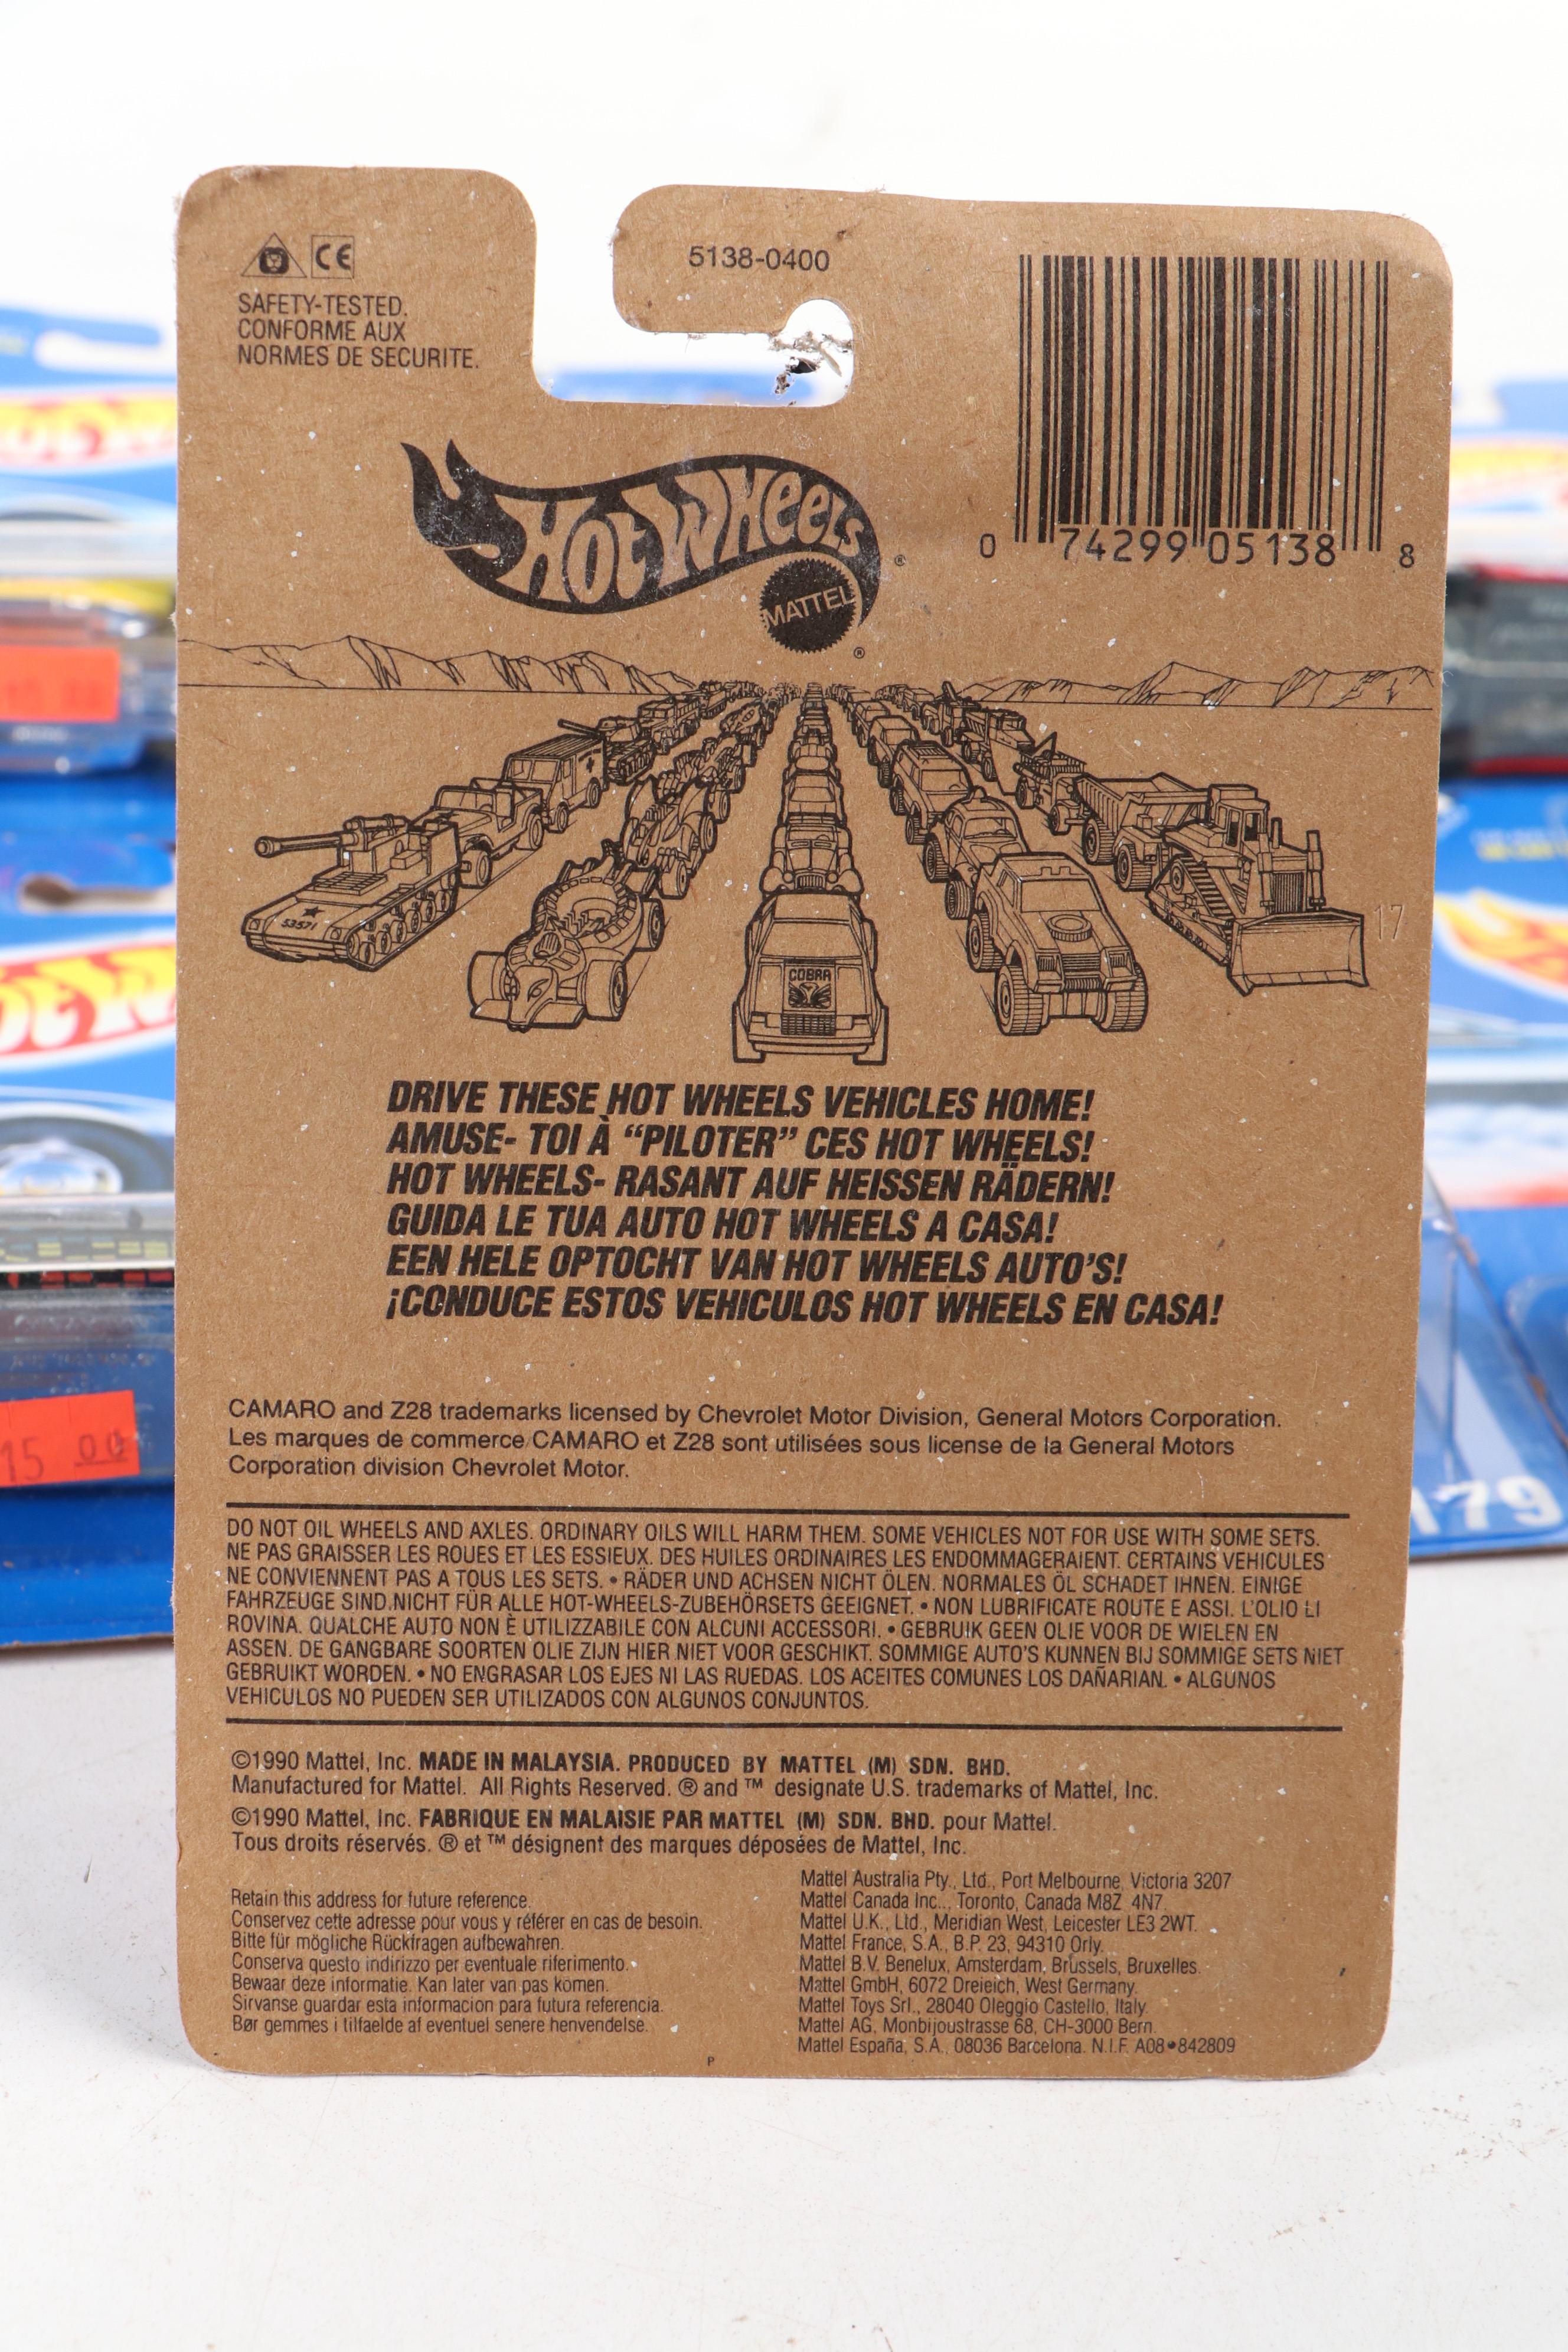 5138-0400
CE
SAFETY-TESTED.
CONFORME AUX
NORMES DE SECURITE.
0 74299 05138 8
Hot Wheels ®
MATTEL ®
53571
COBRA
17
DRIVE THESE HOT WHEELS VEHICLES HOME!
AMUSE- TOI À “PILOTER” CES HOT WHEELS!
HOT WHEELS- RASANT AUF HEISSEN RÄDERN!
GUIDA LE TUA AUTO HOT WHEELS A CASA!
EEN HELE OPTOCHT VAN HOT WHEELS AUTO’S!
¡CONDUCE ESTOS VEHICULOS HOT WHEELS EN CASA!
CAMARO and Z28 trademarks licensed by Chevrolet Motor Division, General Motors Corporation.
Les marques de commerce CAMARO et Z28 sont utilisées sous license de la General Motors
Corporation division Chevrolet Motor.
DO NOT OIL WHEELS AND AXLES. ORDINARY OILS WILL HARM THEM. SOME VEHICLES NOT FOR USE WITH SOME SETS.
NE PAS GRAISSER LES ROUES ET LES ESSIEUX. DES HUILES ORDINAIRES LES ENDOMMAGERAIENT. CERTAINS VEHICULES
NE CONVIENNENT PAS A TOUS LES SETS. • RÄDER UND ACHSEN NICHT ÖLEN. NORMALES ÖL SCHADET IHNEN. EINIGE
FAHRZEUGE SIND NICHT FÜR ALLE HOT-WHEELS-ZUBEHÖRSETS GEEIGNET. • NON LUBRIFICATE ROUTE E ASSI. L’OLIO LI
ROVINA. QUALCHE AUTO NON È UTILIZZABILE CON ALCUNI ACCESSORI. • GEBRUIK GEEN OLIE VOOR DE WIELEN EN
ASSEN. DE GANGBARE SOORTEN OLIE ZIJN HIER NIET VOOR GESCHIKT. SOMMIGE AUTO’S KUNNEN BIJ SOMMIGE SETS NIET
GEBRUIKT WORDEN. • NO ENGRASAR LOS EJES NI LAS RUEDAS. LOS ACEITES COMUNES LOS DAÑARIAN. • ALGUNOS
VEHICULOS NO PUEDEN SER UTILIZADOS CON ALGUNOS CONJUNTOS.
©1990 Mattel, Inc. MADE IN MALAYSIA. PRODUCED BY MATTEL (M) SDN. BHD.
Manufactured for Mattel. All Rights Reserved. ® and ™ designate U.S. trademarks of Mattel, Inc.
©1990 Mattel, Inc. FABRIQUE EN MALAISIE PAR MATTEL (M) SDN. BHD. pour Mattel.
Tous droits réservés. ® et ™ désignent des marques déposées de Mattel, Inc.
Retain this address for future reference.
Conservez cette adresse pour vous y référer en cas de besoin.
Bitte für mögliche Rückfragen aufbewahren.
Conserva questo indirizzo per eventuale riferimento.
Bewaar deze informatie. Kan later van pas komen.
Sirvanse guardar esta informacion para futura referencia.
Bør gemmes i tilfaelde af eventuel senere henvendelse.
Mattel Australia Pty., Ltd., Port Melbourne, Victoria 3207
Mattel Canada Inc., Toronto, Canada M8Z 4N7.
Mattel U.K., Ltd., Meridian West, Leicester LE3 2WT.
Mattel France, S.A., B.P. 23, 94310 Orly.
Mattel B.V. Benelux, Amsterdam, Brussels, Bruxelles.
Mattel GmbH, 6072 Dreieich, West Germany.
Mattel Toys Srl., 28040 Oleggio Castello, Italy.
Mattel AG, Monbijoustrasse 68, CH-3000 Bern.
Mattel España, S.A., 08036 Barcelona. N.I.F. A08•842809
P
15 00
179